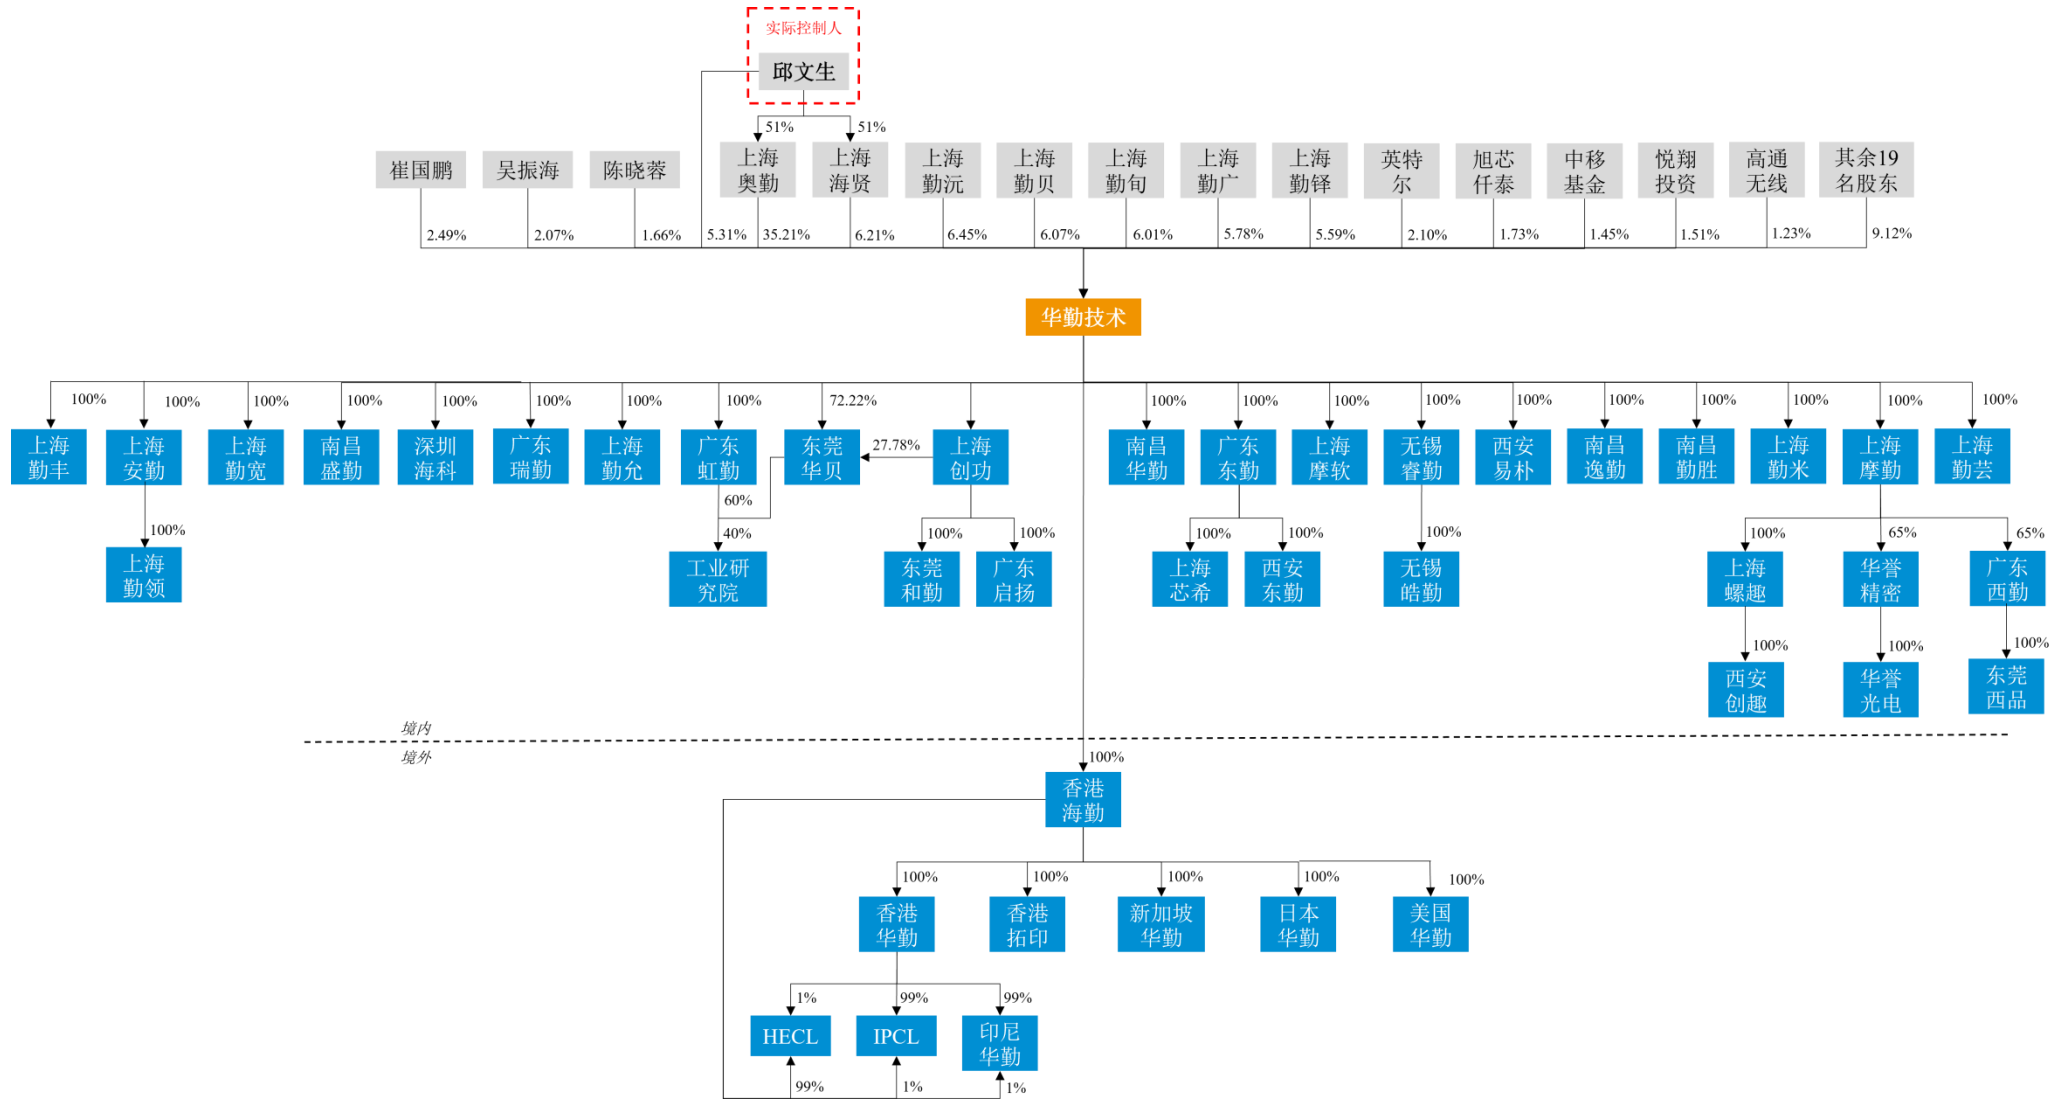 实际控制人
邱文生
51%
51%
崔国鹏
吴振海
陈晓蓉
上海
奥勤
上海
海贤
上海
勤沅
上海
勤贝
上海
勤旬
上海
勤广
上海
勤铎
英特
尔
旭芯
仟泰
中移
基金
悦翔
投资
高通
无线
其余19
名股东
2.49%
2.07%
1.66%
5.31%
35.21%
6.21%
6.45%
6.07%
6.01%
5.78%
5.59%
2.10%
1.73%
1.45%
1.51%
1.23%
9.12%
华勤技术
100%
100%
100%
100%
100%
100%
100%
100%
72.22%
100%
100%
100%
100%
100%
100%
100%
100%
100%
100%
上海
勤丰
上海
安勤
上海
勤宽
南昌
盛勤
深圳
海科
广东
瑞勤
上海
勤允
广东
虹勤
东莞
华贝
27.78%
上海
创功
南昌
华勤
广东
东勤
上海
摩软
无锡
睿勤
西安
易朴
南昌
逸勤
南昌
勤胜
上海
勤米
上海
摩勤
上海
勤芸
100%
60%
40%
100%
100%
100%
100%
100%
100%
65%
65%
上海
勤领
工业研
究院
东莞
和勤
广东
启扬
上海
芯希
西安
东勤
无锡
皓勤
上海
螺趣
华誉
精密
广东
西勤
100%
100%
100%
西安
创趣
华誉
光电
东莞
西品
境内
境外
100%
香港
海勤
100%
100%
100%
100%
100%
香港
华勤
香港
拓印
新加坡
华勤
日本
华勤
美国
华勤
1%
99%
99%
HECL
IPCL
印尼
华勤
99%
1%
1%